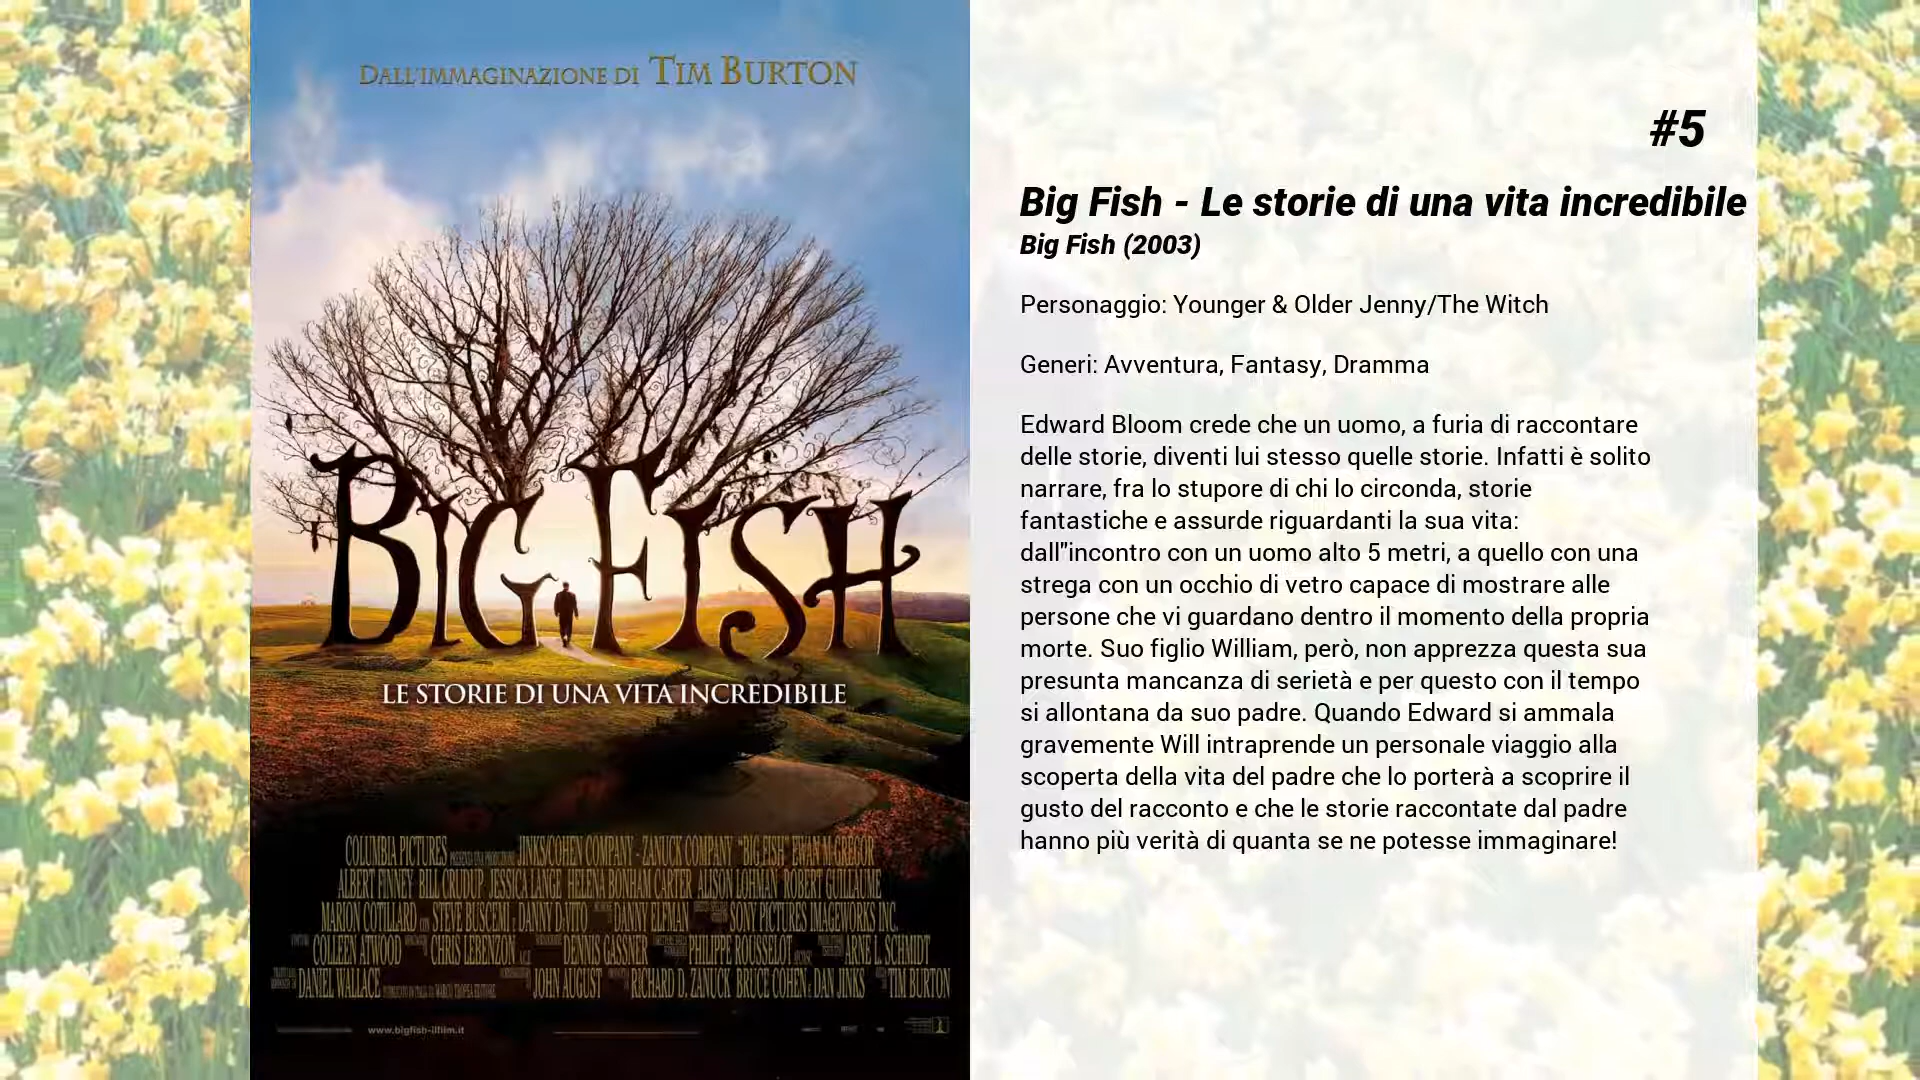 DALL'IMMAGINAZIONE DI TIM BURTON
BIG FISH
LE STORIE DI UNA VITA INCREDIBILE
COLUMBIA PICTURES JINKS/COHEN COMPANY - ZANUCK COMPANY "BIG FISH" EWAN McGREGOR
ALBERT FINNEY BILL CRUDUP JESSICA LANGE HELENA BONHAM CARTER ALISON LOHMAN ROBERT GUILLAUME
MARION COTILLARD CON STEVE BUSCEMI E DANNY DeVITO DANNY ELFMAN SONY PICTURES IMAGEWORKS INC.
COLLEEN ATWOOD CHRIS LEBENZON DENNIS GASSNER PHILIPPE ROUSSELOT ARNE L. SCHMIDT
DANIEL WALLACE JOHN AUGUST RICHARD D. ZANUCK BRUCE COHEN E DAN JINKS TIM BURTON
www.bigfish-ilfilm.it
#5
Big Fish - Le storie di una vita incredibile
Big Fish (2003)
Personaggio: Younger & Older Jenny/The Witch
Generi: Avventura, Fantasy, Dramma
Edward Bloom crede che un uomo, a furia di raccontare
delle storie, diventi lui stesso quelle storie. Infatti è solito
narrare, fra lo stupore di chi lo circonda, storie
fantastiche e assurde riguardanti la sua vita:
dall"incontro con un uomo alto 5 metri, a quello con una
strega con un occhio di vetro capace di mostrare alle
persone che vi guardano dentro il momento della propria
morte. Suo figlio William, però, non apprezza questa sua
presunta mancanza di serietà e per questo con il tempo
si allontana da suo padre. Quando Edward si ammala
gravemente Will intraprende un personale viaggio alla
scoperta della vita del padre che lo porterà a scoprire il
gusto del racconto e che le storie raccontate dal padre
hanno più verità di quanta se ne potesse immaginare!